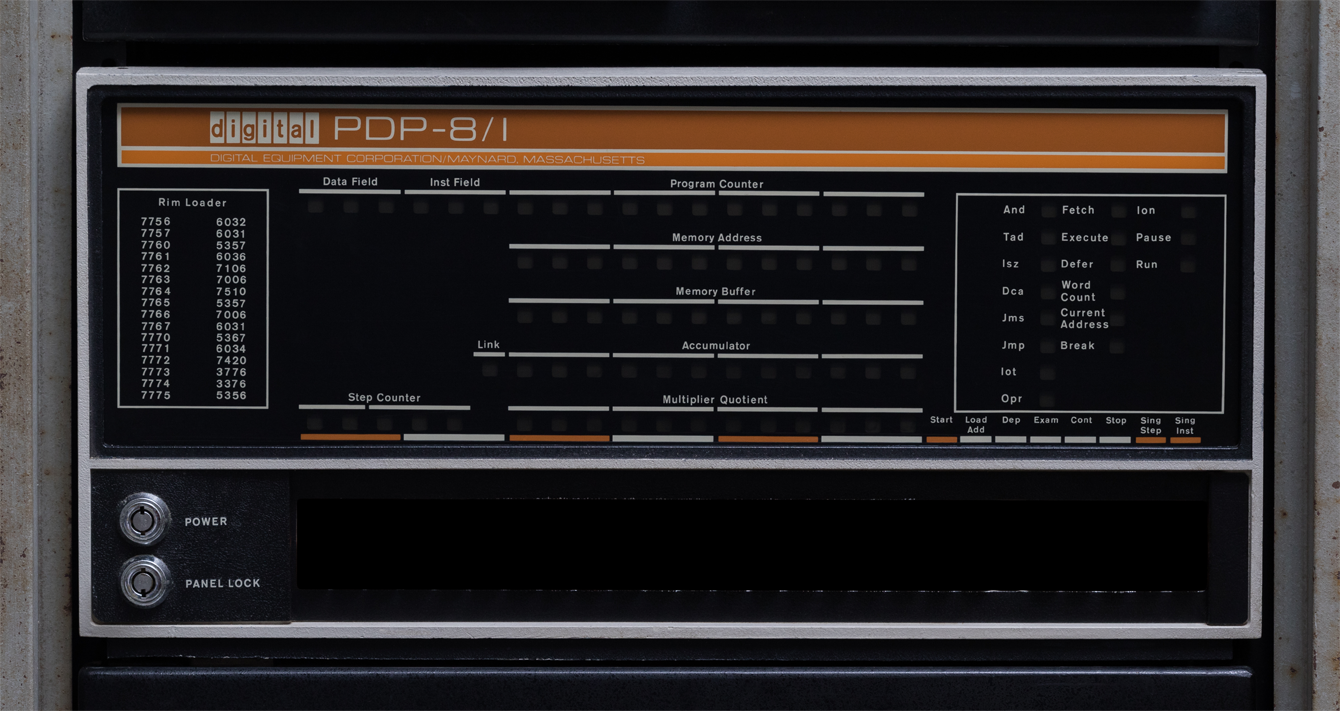 digital PDP-8/I
DIGITAL EQUIPMENT CORPORATION/MAYNARD, MASSACHUSETTS
Rim Loader
7756 6032
7757 6031
7760 5357
7761 6036
7762 7106
7763 7006
7764 7510
7765 5357
7766 7006
7767 6031
7770 5367
7771 6034
7772 7420
7773 3776
7774 3376
7775 5356
Data Field Inst Field Program Counter
Memory Address
Memory Buffer
Link Accumulator
Step Counter Multiplier Quotient
And Fetch Ion
Tad Execute Pause
Isz Defer Run
Dca Word
Count
Jms Current
Address
Jmp Break
Iot
Opr
Start Load Dep Exam Cont Stop Sing Sing
Add Step Inst
POWER
PANEL LOCK